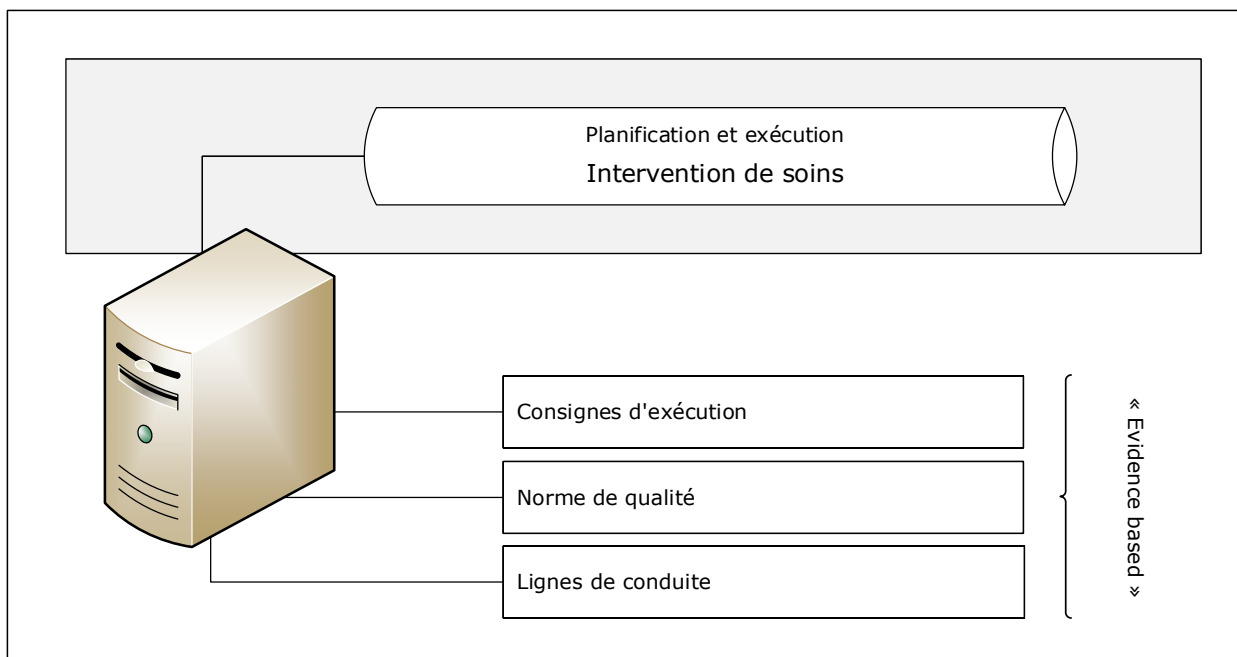 Planification et exécution
Intervention de soins
Consignes d'exécution
Norme de qualité
Lignes de conduite
« Evidence based »